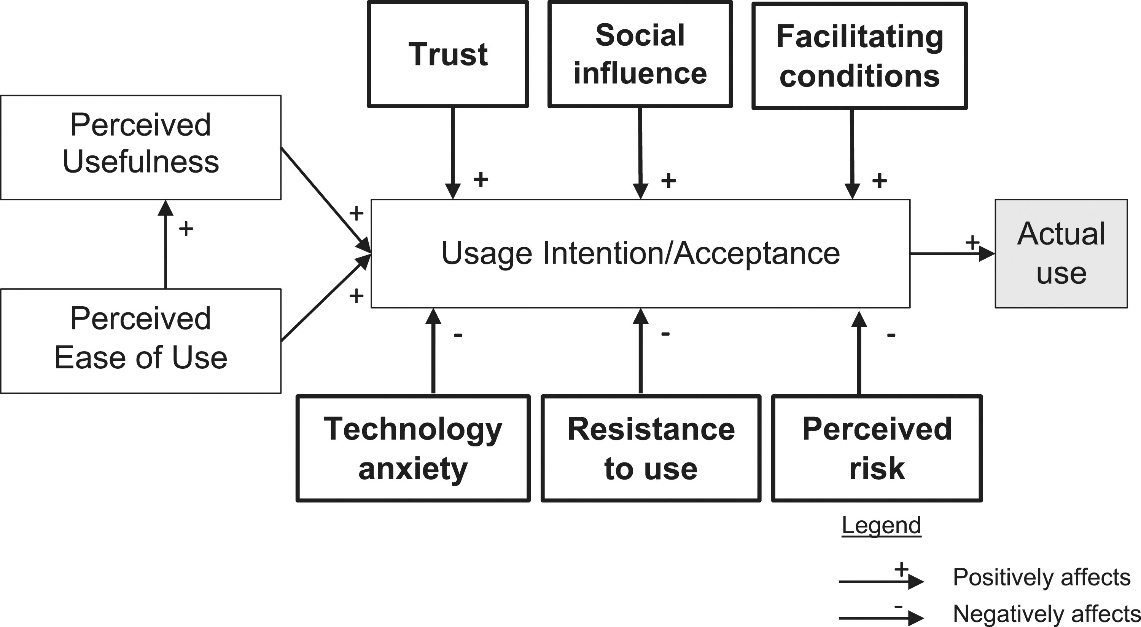 Trust
Social
influence
Facilitating
conditions
Perceived
Usefulness
+
+
+
+
+
Usage Intention/Acceptance
+
Actual
use
+
Perceived
Ease of Use
-
-
-
Technology
anxiety
Resistance
to use
Perceived
risk
Legend
+
Positively affects
-
Negatively affects